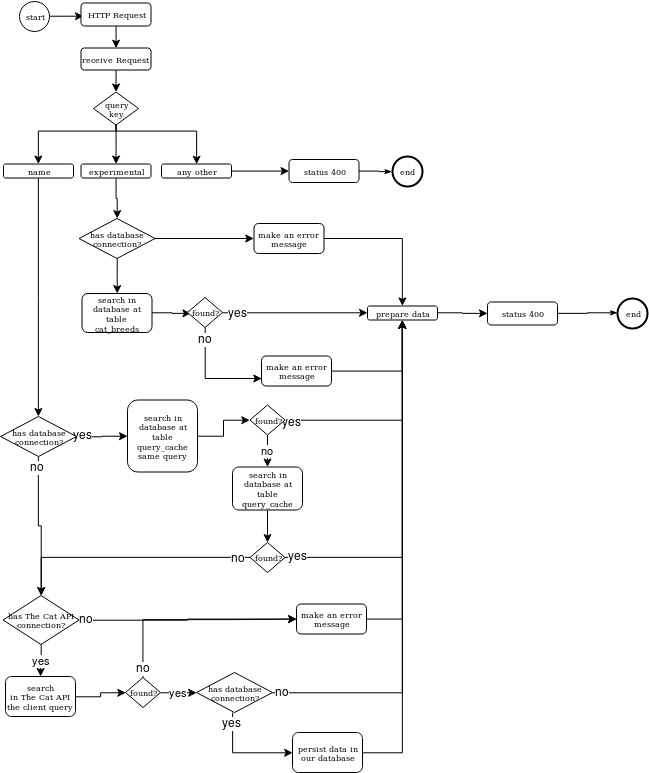 start
HTTP Request
receive Request
query
key
name
experimental
any other
status 400
end
has database
connection?
make an error
message
search in
database at
table
cat_breeds
found?
yes
prepare data
status 400
end
no
make an error
message
has database
connection?
yes
search in
database at
table
query_cache
same query
found?
yes
no
no
search in
database at
table
query_cache
no
found?
yes
has The Cat API
connection?
no
make an error
message
yes
no
search
in The Cat API
the client query
found?
yes
has database
connection?
no
yes
persist data in
our database